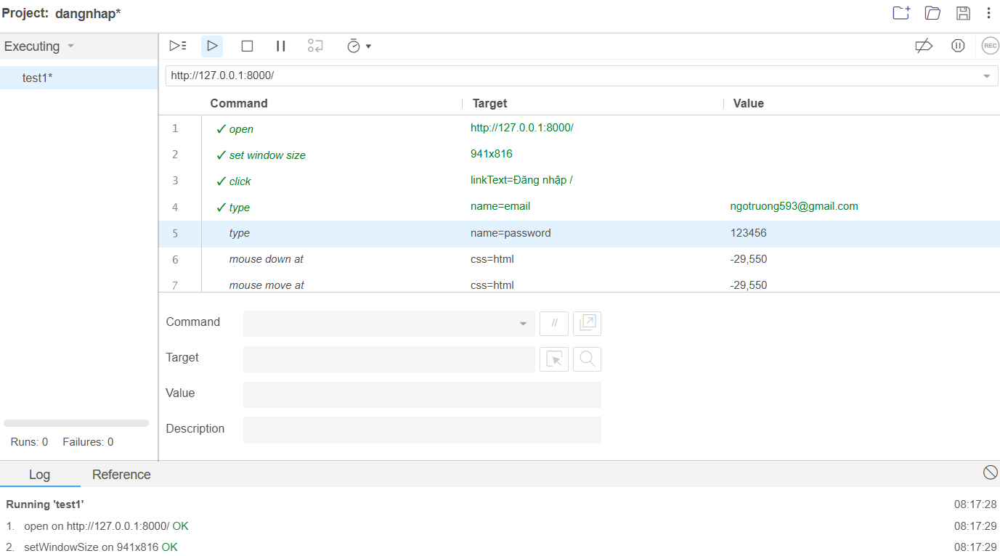 Project: dangnhap*
Executing
test1*
REC
http://127.0.0.1:8000/
Command Target Value
1 ✓ open http://127.0.0.1:8000/
2 ✓ set window size 941x816
3 ✓ click linkText=Đăng nhập /
4 ✓ type name=email ngotruong593@gmail.com
5 type name=password 123456
6 mouse down at css=html -29,550
7 mouse move at css=html -29,550
Command //
Target
Value
Description
Runs: 0 Failures: 0
Log Reference
Running 'test1' 08:17:28
1. open on http://127.0.0.1:8000/ OK 08:17:29
2. setWindowSize on 941x816 OK 08:17:29